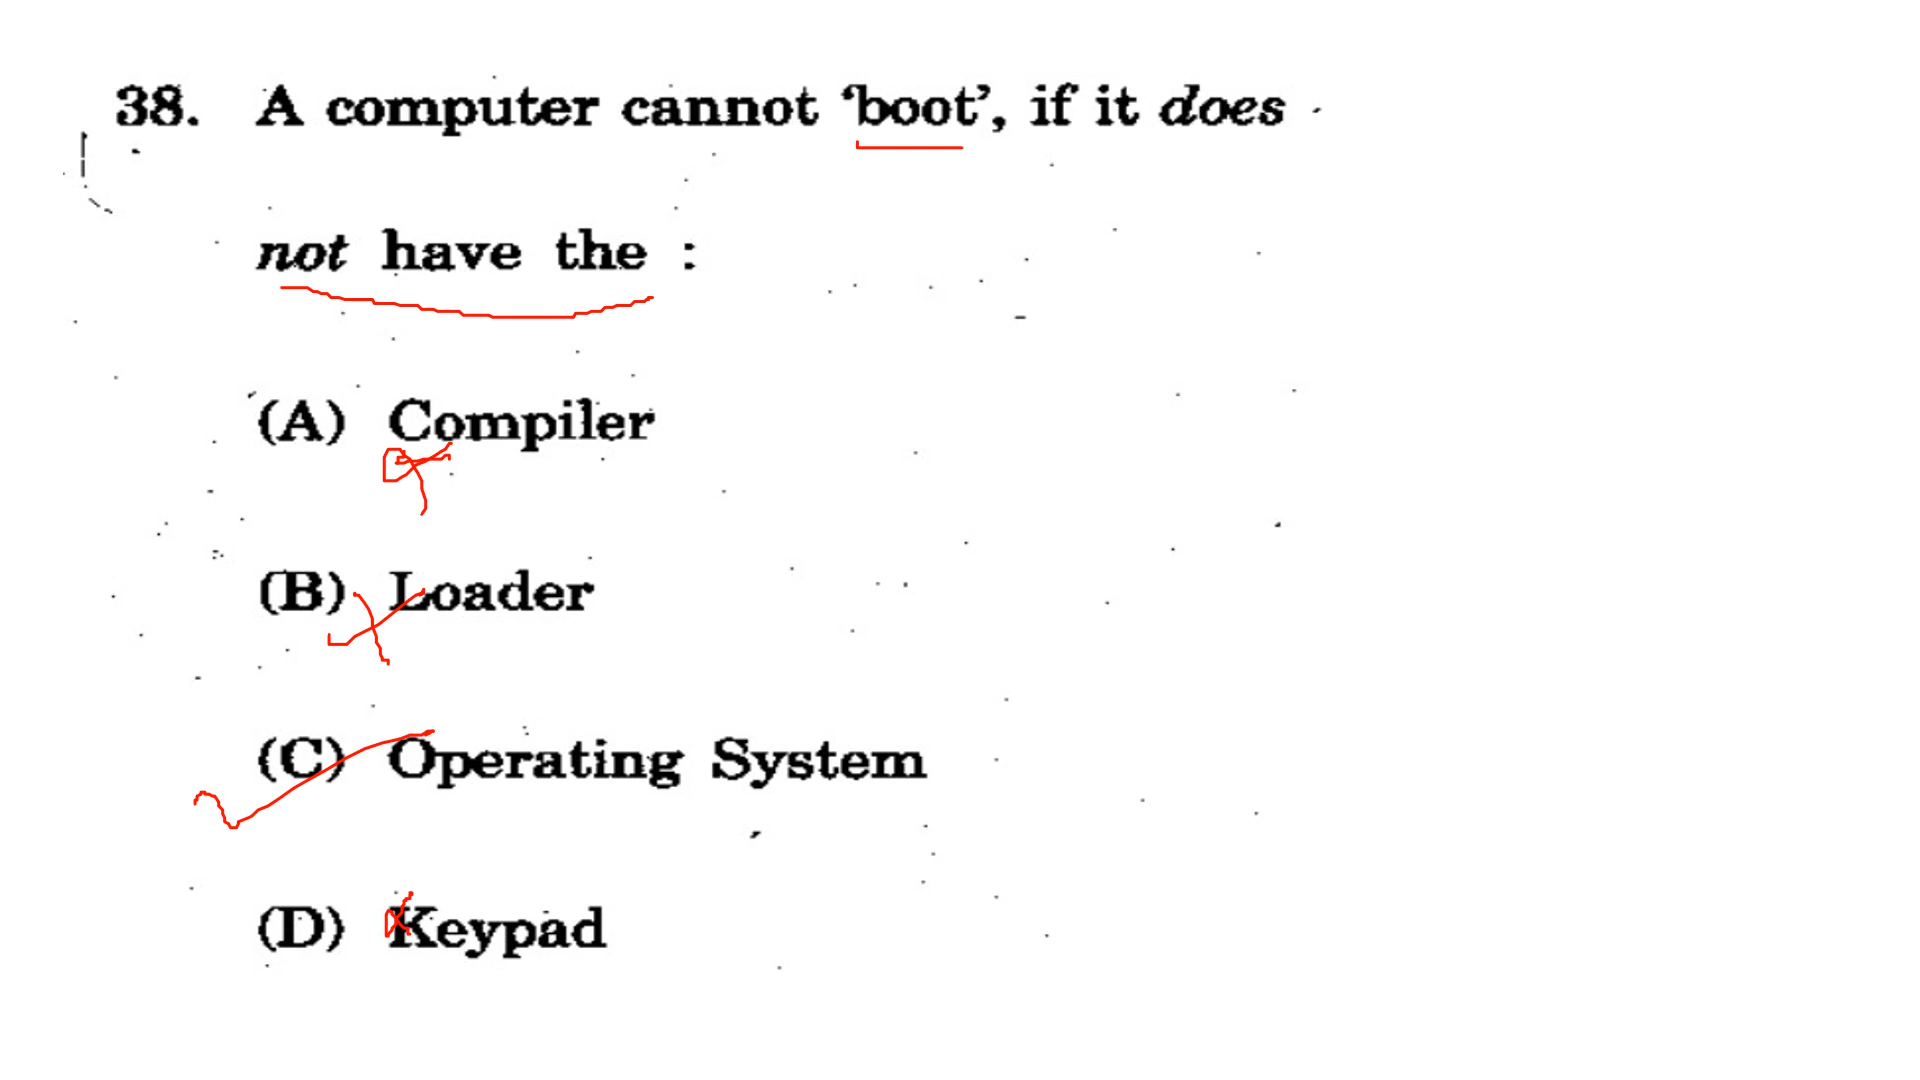 38. A computer cannot ‘boot’, if it does
not have the :
(A) Compiler
(B) Loader
(C) Operating System
(D) Keypad